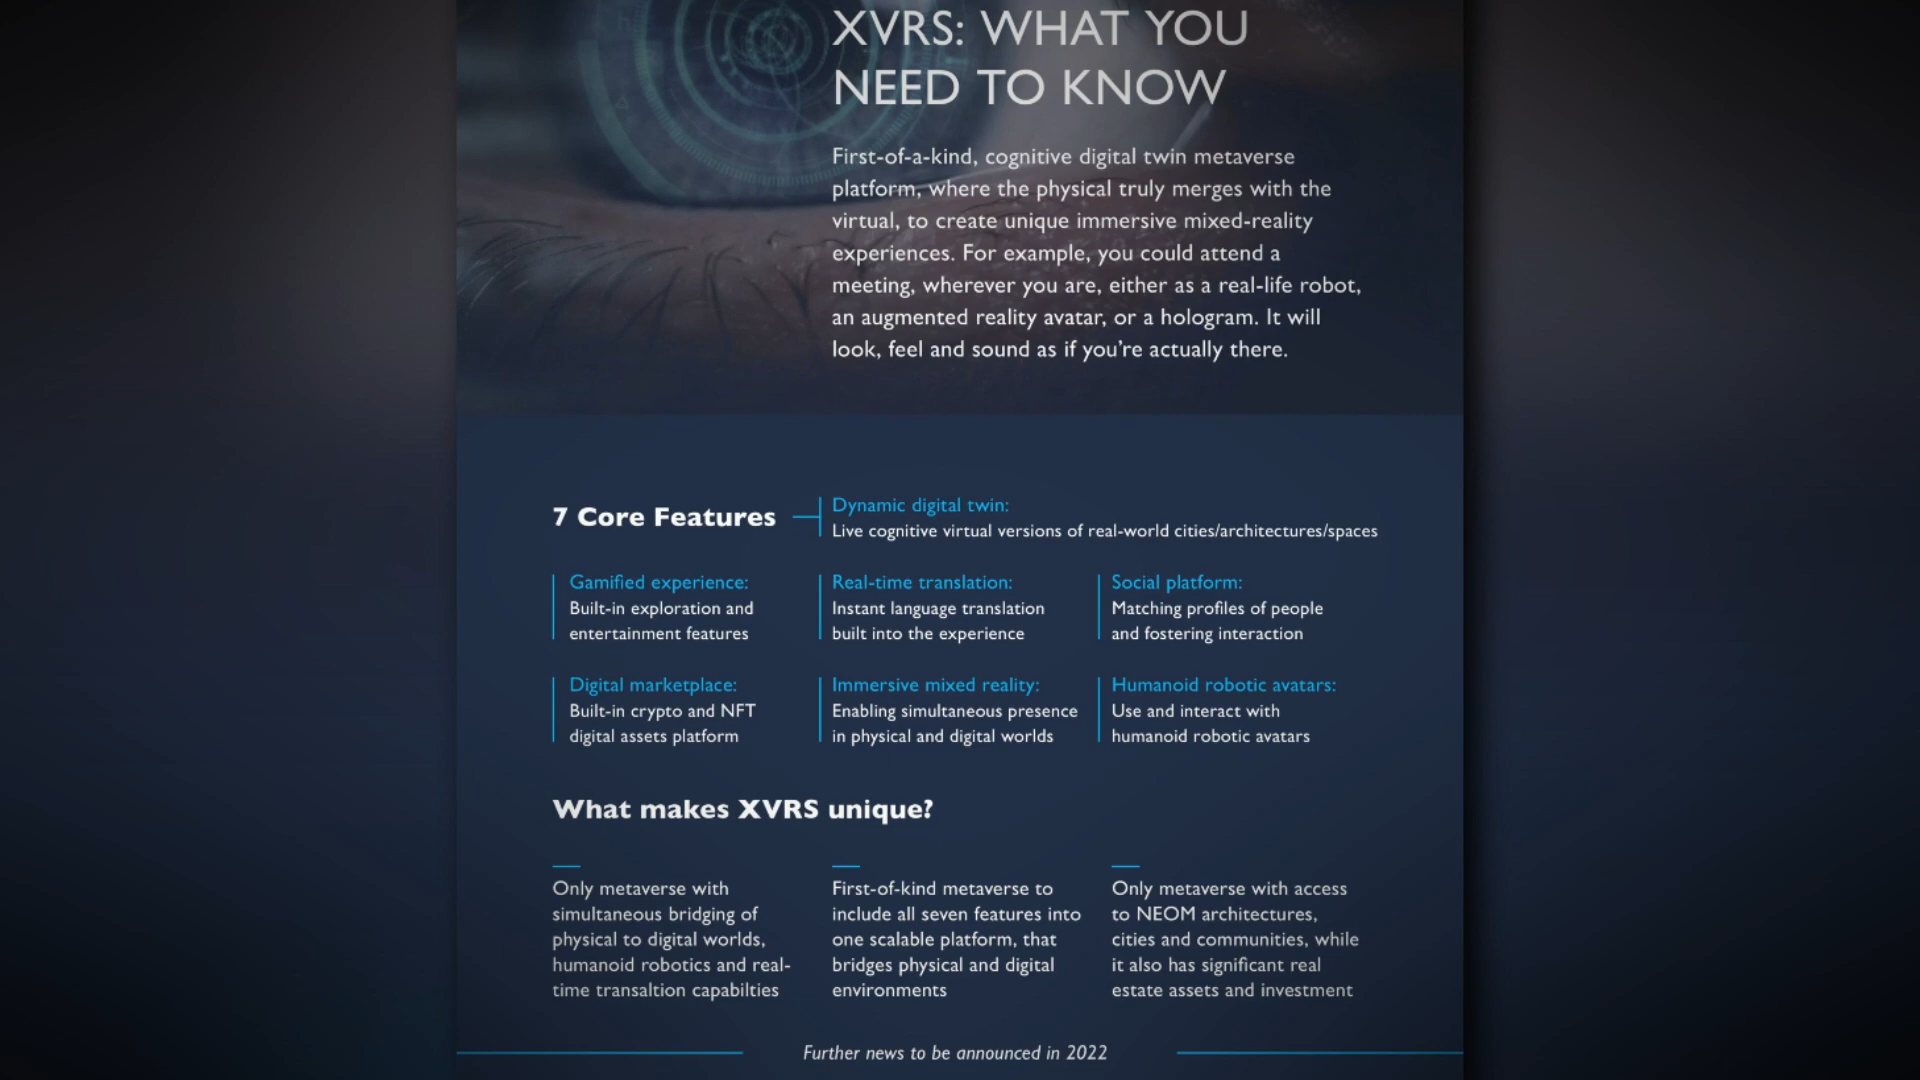 XVRS: WHAT YOU
NEED TO KNOW
First-of-a-kind, cognitive digital twin metaverse
platform, where the physical truly merges with the
virtual, to create unique immersive mixed-reality
experiences. For example, you could attend a
meeting, wherever you are, either as a real-life robot,
an augmented reality avatar, or a hologram. It will
look, feel and sound as if you're actually there.
7 Core Features
Dynamic digital twin:
Live cognitive virtual versions of real-world cities/architectures/spaces
Gamified experience:
Built-in exploration and
entertainment features
Real-time translation:
Instant language translation
built into the experience
Social platform:
Matching profiles of people
and fostering interaction
Digital marketplace:
Built-in crypto and NFT
digital assets platform
Immersive mixed reality:
Enabling simultaneous presence
in physical and digital worlds
Humanoid robotic avatars:
Use and interact with
humanoid robotic avatars
What makes XVRS unique?
Only metaverse with
simultaneous bridging of
physical to digital worlds,
humanoid robotics and real-
time transaltion capabilties
First-of-kind metaverse to
include all seven features into
one scalable platform, that
bridges physical and digital
environments
Only metaverse with access
to NEOM architectures,
cities and communities, while
it also has significant real
estate assets and investment
Further news to be announced in 2022